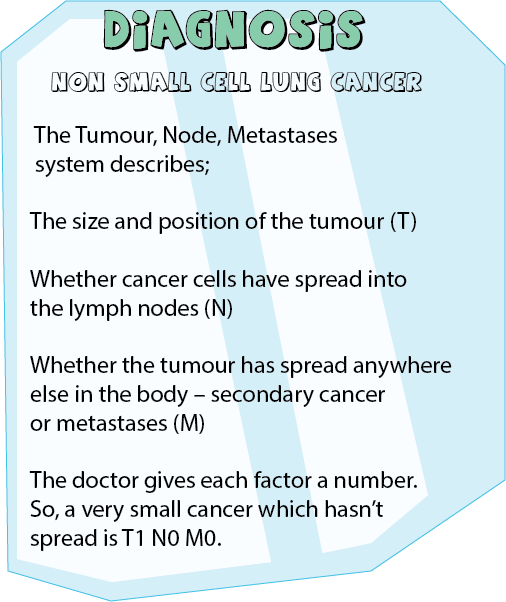 DIAGNOSIS
NON SMALL CELL LUNG CANCER
The Tumour, Node, Metastases
system describes;
The size and position of the tumour (T)
Whether cancer cells have spread into
the lymph nodes (N)
Whether the tumour has spread anywhere
else in the body – secondary cancer
or metastases (M)
The doctor gives each factor a number.
So, a very small cancer which hasn’t
spread is T1 N0 M0.